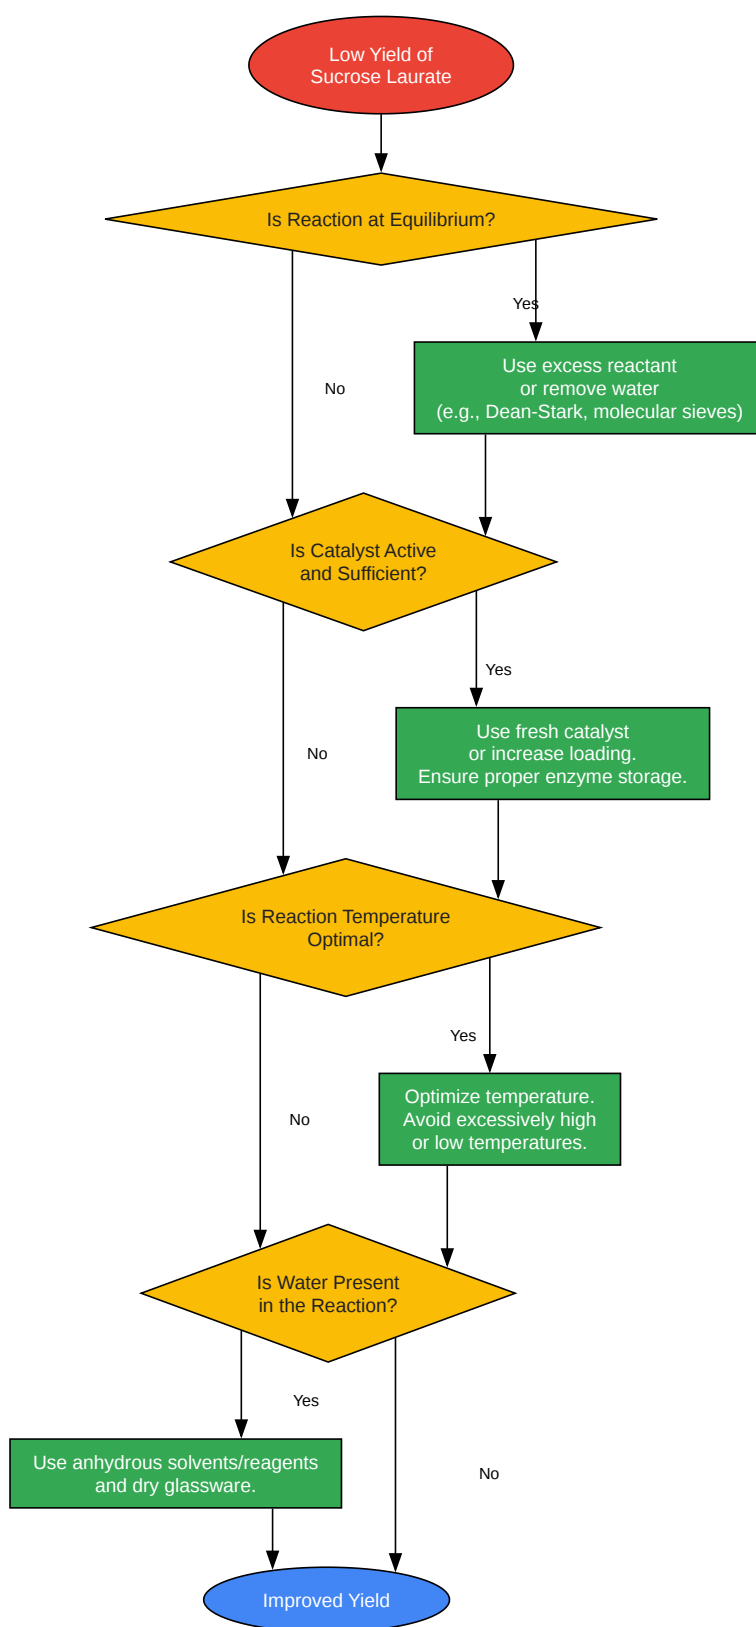 Low Yield of
Sucrose Laurate
Is Reaction at Equilibrium?
Yes
Use excess reactant
or remove water
(e.g., Dean-Stark, molecular sieves)
No
Is Catalyst Active
and Sufficient?
Yes
Use fresh catalyst
or increase loading.
Ensure proper enzyme storage.
No
Is Reaction Temperature
Optimal?
Yes
Optimize temperature.
Avoid excessively high
or low temperatures.
No
Is Water Present
in the Reaction?
Yes
Use anhydrous solvents/reagents
and dry glassware.
No
Improved Yield